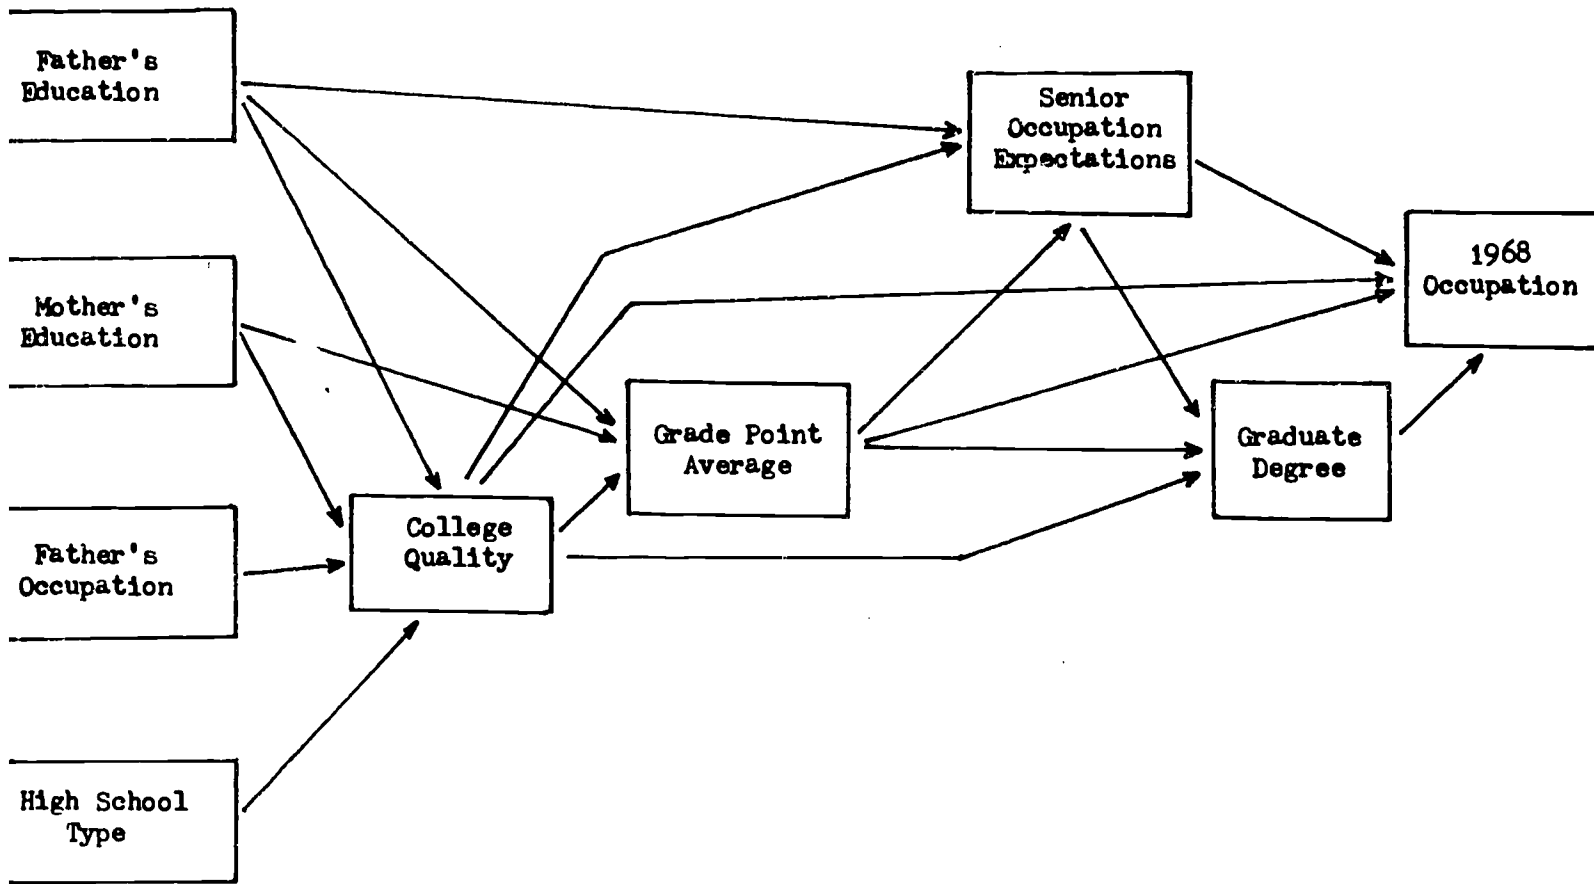 Father's
Education
Senior
Occupation
Expectations
Mother's
Education
1968
Occupation
Grade Point
Average
Graduate
Degree
College
Quality
Father's
Occupation
High School
Type